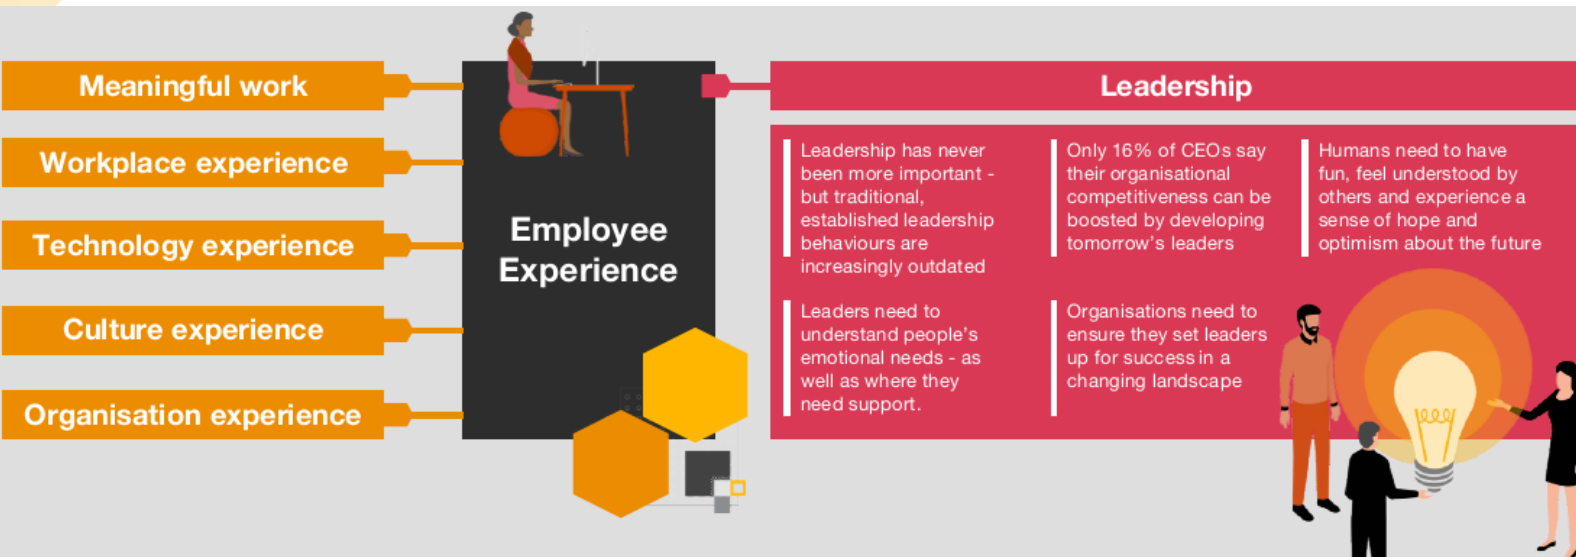 Meaningful work
Workplace experience
Technology experience
Culture experience
Organisation experience
Employee
Experience
Leadership
Leadership has never
been more important -
but traditional,
established leadership
behaviours are
increasingly outdated
Only 16% of CEOs say
their organisational
competitiveness can be
boosted by developing
tomorrow's leaders
Humans need to have
fun, feel understood by
others and experience a
sense of hope and
optimism about the future
Leaders need to
understand people's
emotional needs - as
well as where they
need support.
Organisations need to
ensure they set leaders
up for success in a
changing landscape